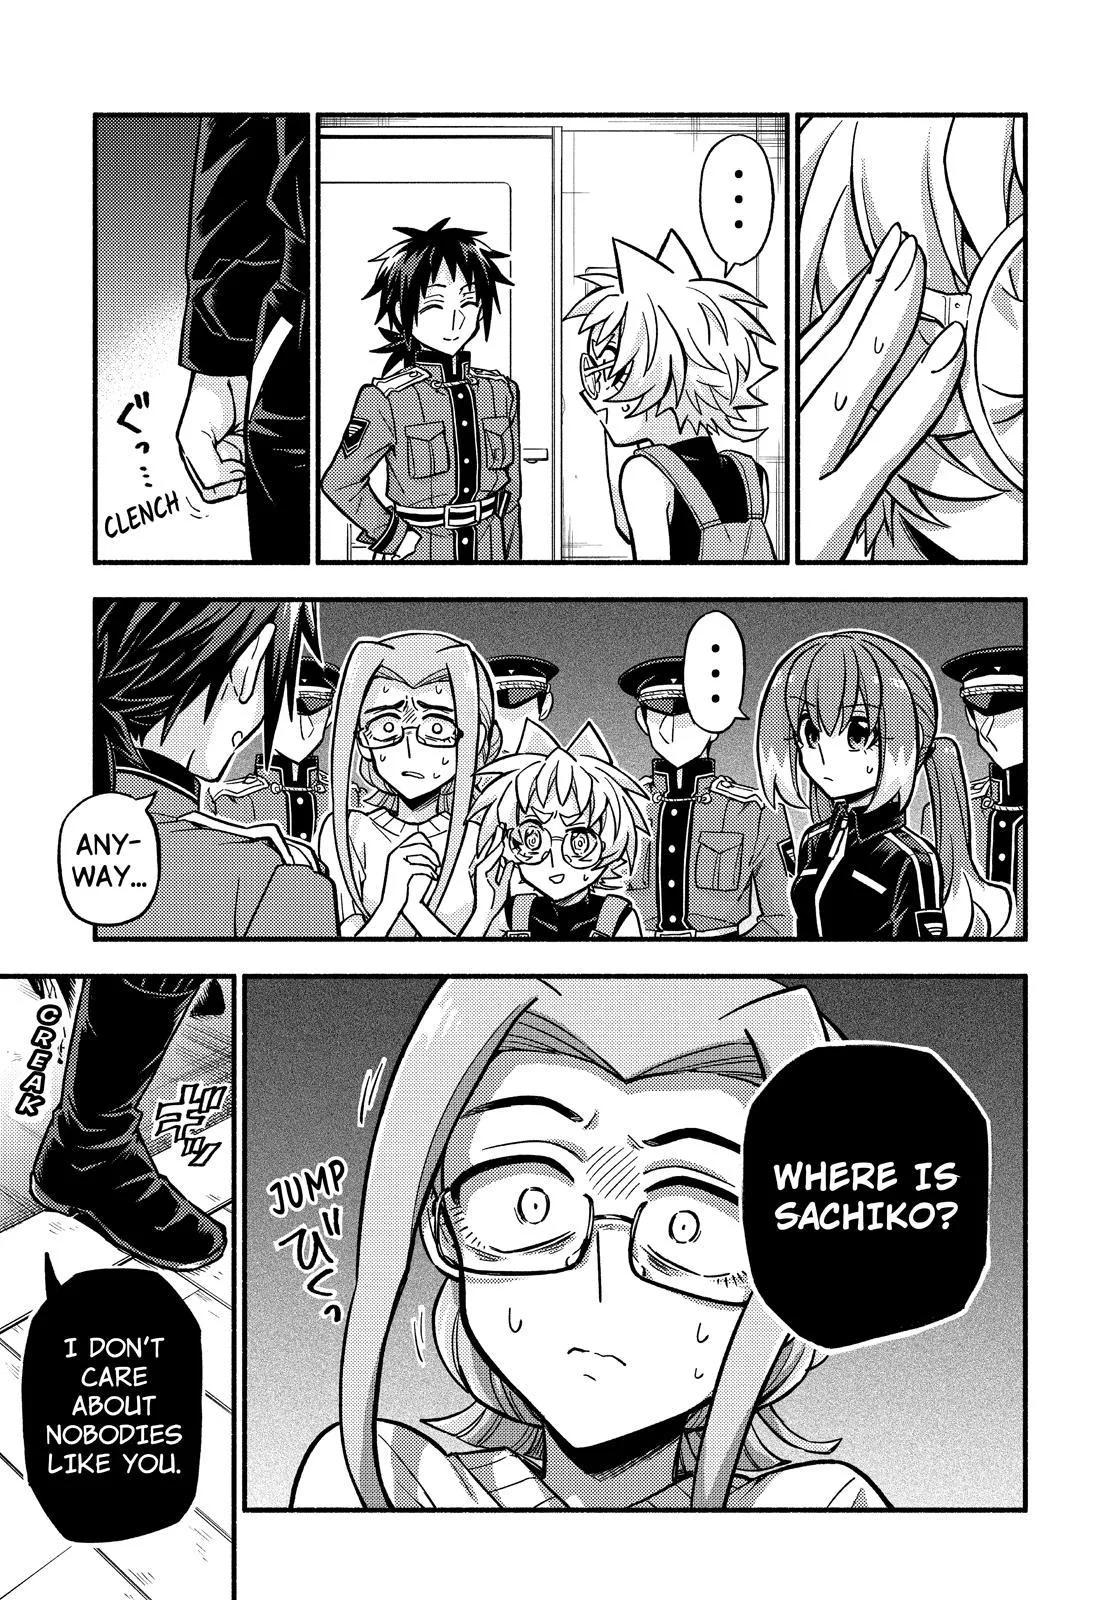 ...
ぐっ…
CLENCH
...
ANY-
WAY...
WHERE IS
SACHIKO?
JUMP
びくっ
CREAK
ギッ
I DON'T
CARE
ABOUT
NOBODIES
LIKE YOU.